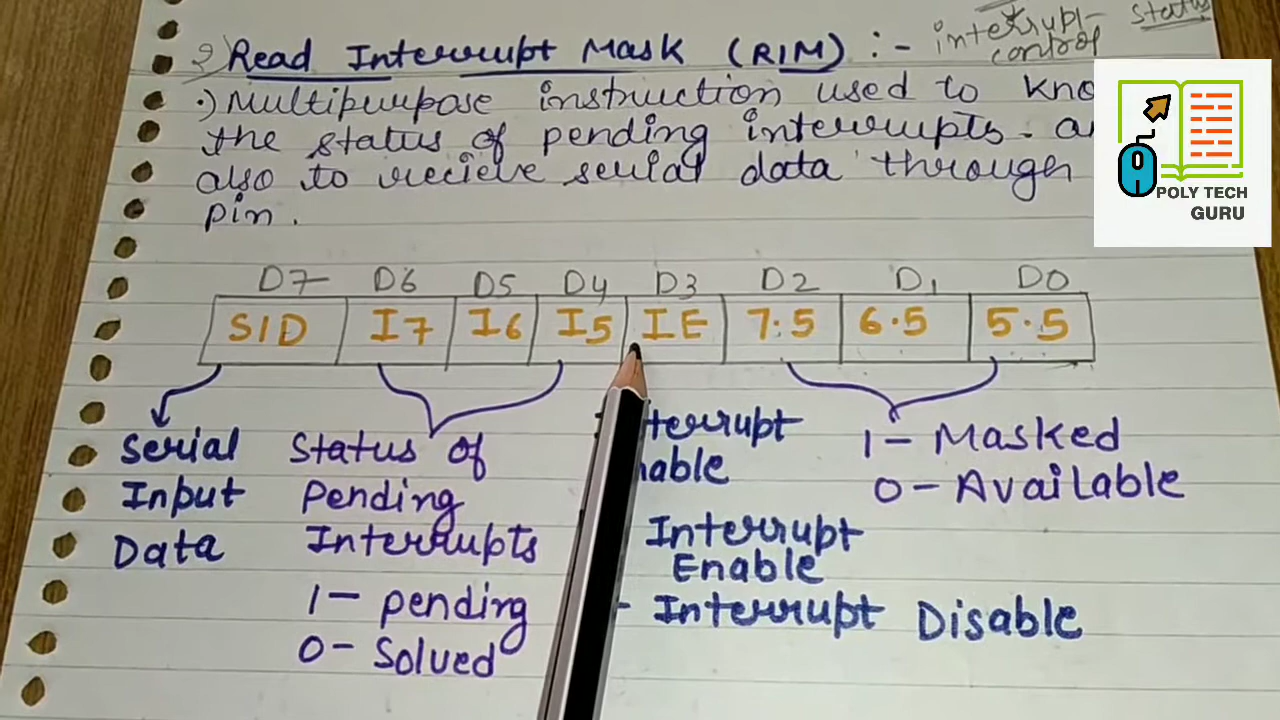 2) Read Interrupt Mask (RIM) :-
interrupt control status
•) Multipurpose instruction used to kno
the status of pending interrupts. a
also to recieve serial data through
pin.
D7 D6 D5 D4 D3 D2 D1 D0
SID I7 I6 I5 IE 7.5 6.5 5.5
Serial Input Data
Status of Pending Interrupts
1- pending
0- Solved
terrupt
nable
Interrupt Enable
- Interrupt Disable
1- Masked
0- Available
POLY TECH
GURU